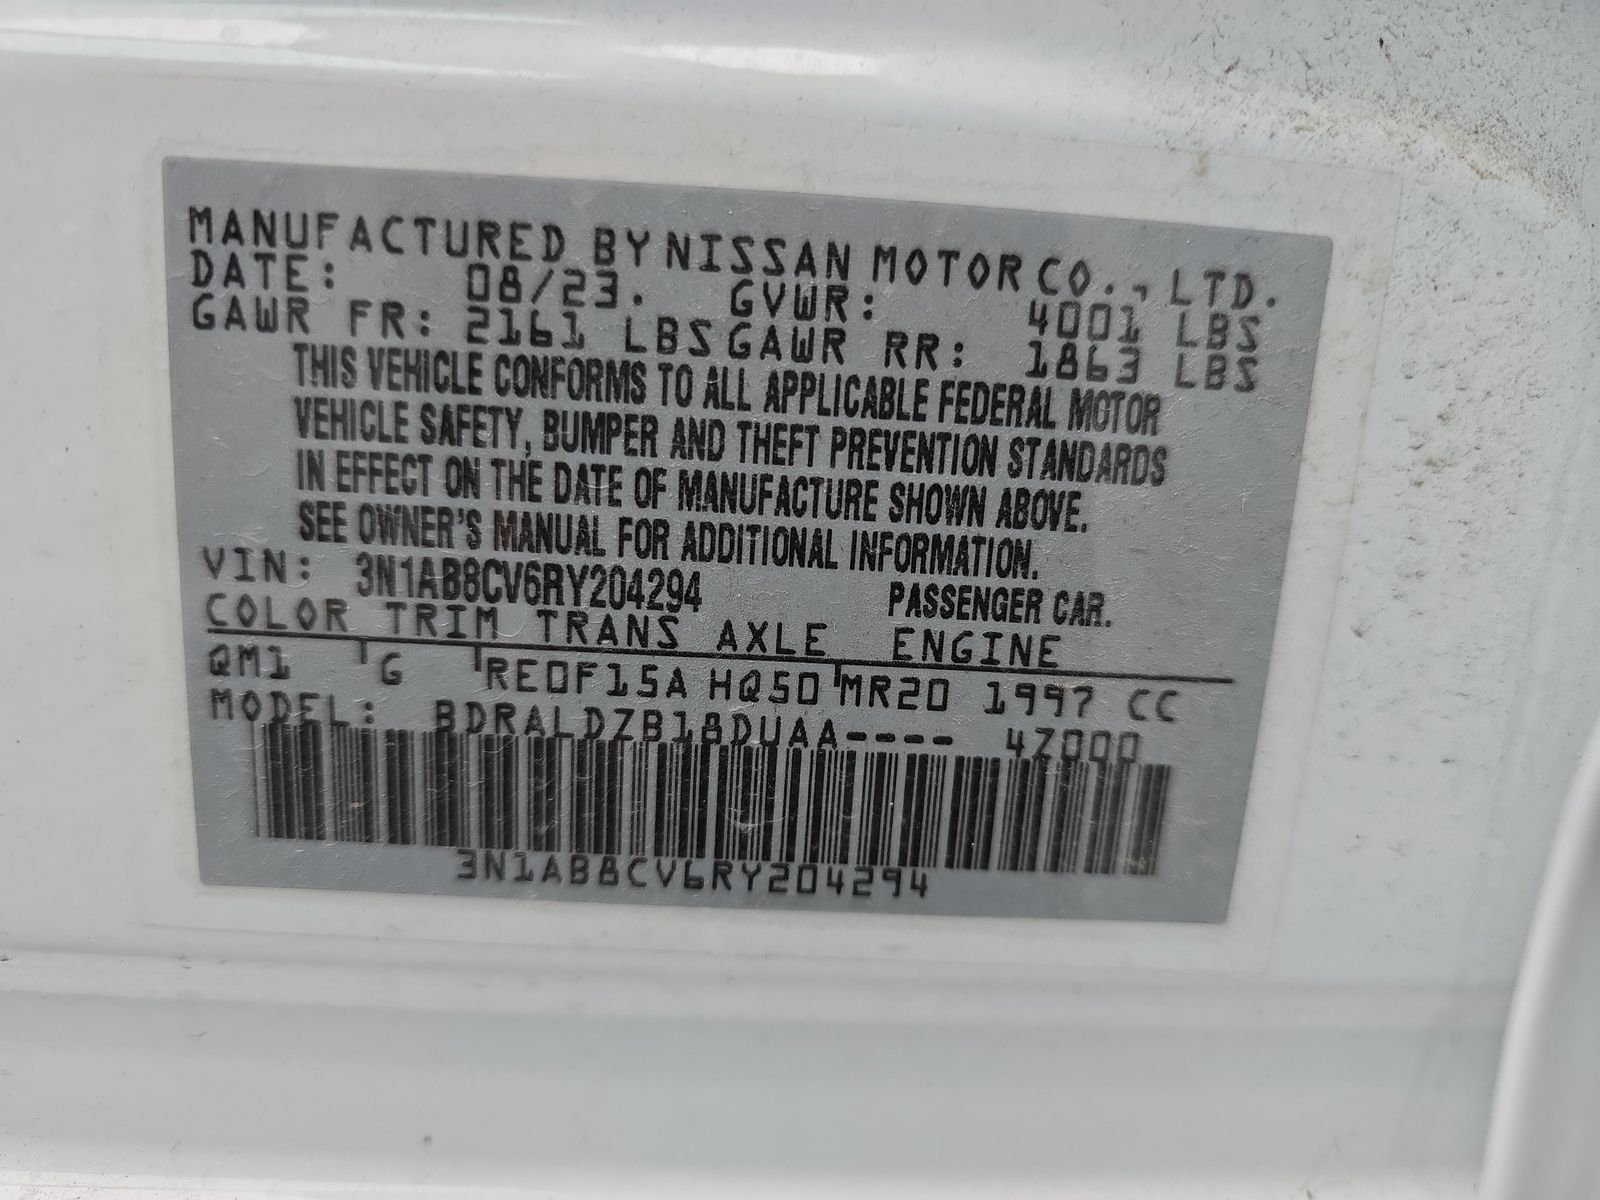 MANUFACTURED BY NISSAN MOTOR CO., LTD.
DATE: 08/23. GVWR: 4001 LBS
GAWR FR: 2161 LBS GAWR RR: 1863 LBS
THIS VEHICLE CONFORMS TO ALL APPLICABLE FEDERAL MOTOR
VEHICLE SAFETY, BUMPER AND THEFT PREVENTION STANDARDS
IN EFFECT ON THE DATE OF MANUFACTURE SHOWN ABOVE.
SEE OWNER'S MANUAL FOR ADDITIONAL INFORMATION.
VIN: 3N1AB8CV6RY204294 PASSENGER CAR.
COLOR TRIM TRANS AXLE ENGINE
QM1 G RE0F15A HQ50 MR20 1997 CC
MODEL: BDRALDZB18DUAA---- 4Z000
3N1AB8CV6RY204294